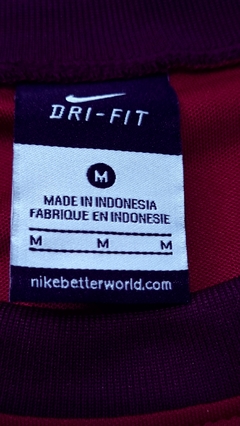 DRI-FIT
M
MADE IN INDONESIA
FABRIQUE EN INDONESIE
M M M
nikebetterworld.com